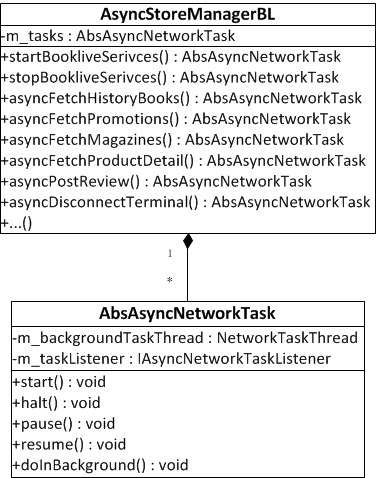 AsyncStoreManagerBL
-m_tasks : AbsAsyncNetworkTask
+startBookliveSerivces() : AbsAsyncNetworkTask
+stopBookliveSerivces() : AbsAsyncNetworkTask
+asyncFetchHistoryBooks() : AbsAsyncNetworkTask
+asyncFetchPromotions() : AbsAsyncNetworkTask
+asyncFetchMagazines() : AbsAsyncNetworkTask
+asyncFetchProductDetail() : AbsAsyncNetworkTask
+asyncPostReview() : AbsAsyncNetworkTask
+asyncDisconnectTerminal() : AbsAsyncNetworkTask
+...()
1
*
AbsAsyncNetworkTask
-m_backgroundTaskThread : NetworkTaskThread
-m_taskListener : IAsyncNetworkTaskListener
+start() : void
+halt() : void
+pause() : void
+resume() : void
+doInBackground() : void